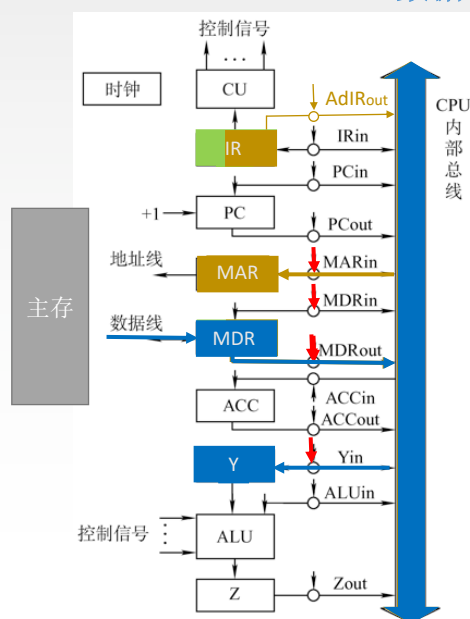 控制信号
...
时钟
CU
AdIRout
CPU
内
部
总
线
IR
IRin
PCin
+1
PC
PCout
主存
地址线
MAR
MARin
MDRin
数据线
MDR
MDRout
ACC
ACCin
ACCout
Y
Yin
ALUin
控制信号
ALU
Z
Zout